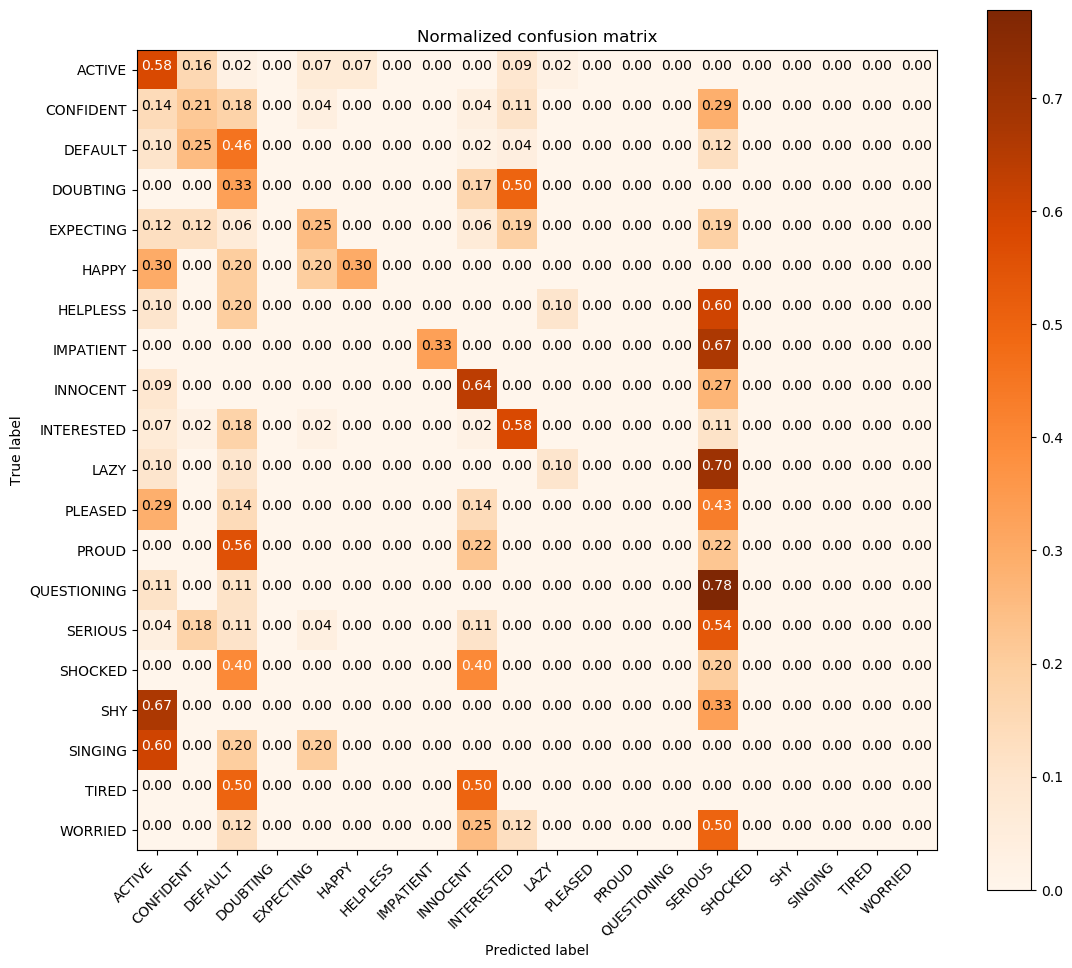 Normalized confusion matrix
True label
ACTIVE 0.58 0.16 0.02 0.00 0.07 0.07 0.00 0.00 0.00 0.09 0.02 0.00 0.00 0.00 0.00 0.00 0.00 0.00 0.00 0.00
CONFIDENT 0.14 0.21 0.18 0.00 0.04 0.00 0.00 0.00 0.04 0.11 0.00 0.00 0.00 0.00 0.29 0.00 0.00 0.00 0.00 0.00
DEFAULT 0.10 0.25 0.46 0.00 0.00 0.00 0.00 0.00 0.02 0.04 0.00 0.00 0.00 0.00 0.12 0.00 0.00 0.00 0.00 0.00
DOUBTING 0.00 0.00 0.33 0.00 0.00 0.00 0.00 0.00 0.17 0.50 0.00 0.00 0.00 0.00 0.00 0.00 0.00 0.00 0.00 0.00
EXPECTING 0.12 0.12 0.06 0.00 0.25 0.00 0.00 0.00 0.06 0.19 0.00 0.00 0.00 0.00 0.19 0.00 0.00 0.00 0.00 0.00
HAPPY 0.30 0.00 0.20 0.00 0.20 0.30 0.00 0.00 0.00 0.00 0.00 0.00 0.00 0.00 0.00 0.00 0.00 0.00 0.00 0.00
HELPLESS 0.10 0.00 0.20 0.00 0.00 0.00 0.00 0.00 0.00 0.00 0.10 0.00 0.00 0.00 0.60 0.00 0.00 0.00 0.00 0.00
IMPATIENT 0.00 0.00 0.00 0.00 0.00 0.00 0.00 0.33 0.00 0.00 0.00 0.00 0.00 0.00 0.67 0.00 0.00 0.00 0.00 0.00
INNOCENT 0.09 0.00 0.00 0.00 0.00 0.00 0.00 0.00 0.64 0.00 0.00 0.00 0.00 0.00 0.27 0.00 0.00 0.00 0.00 0.00
INTERESTED 0.07 0.02 0.18 0.00 0.02 0.00 0.00 0.00 0.02 0.58 0.00 0.00 0.00 0.00 0.11 0.00 0.00 0.00 0.00 0.00
LAZY 0.10 0.00 0.10 0.00 0.00 0.00 0.00 0.00 0.00 0.00 0.10 0.00 0.00 0.00 0.70 0.00 0.00 0.00 0.00 0.00
PLEASED 0.29 0.00 0.14 0.00 0.00 0.00 0.00 0.00 0.14 0.00 0.00 0.00 0.00 0.00 0.43 0.00 0.00 0.00 0.00 0.00
PROUD 0.00 0.00 0.56 0.00 0.00 0.00 0.00 0.00 0.22 0.00 0.00 0.00 0.00 0.00 0.22 0.00 0.00 0.00 0.00 0.00
QUESTIONING 0.11 0.00 0.11 0.00 0.00 0.00 0.00 0.00 0.00 0.00 0.00 0.00 0.00 0.00 0.78 0.00 0.00 0.00 0.00 0.00
SERIOUS 0.04 0.18 0.11 0.00 0.04 0.00 0.00 0.00 0.11 0.00 0.00 0.00 0.00 0.00 0.54 0.00 0.00 0.00 0.00 0.00
SHOCKED 0.00 0.00 0.40 0.00 0.00 0.00 0.00 0.00 0.40 0.00 0.00 0.00 0.00 0.00 0.20 0.00 0.00 0.00 0.00 0.00
SHY 0.67 0.00 0.00 0.00 0.00 0.00 0.00 0.00 0.00 0.00 0.00 0.00 0.00 0.00 0.33 0.00 0.00 0.00 0.00 0.00
SINGING 0.60 0.00 0.20 0.00 0.20 0.00 0.00 0.00 0.00 0.00 0.00 0.00 0.00 0.00 0.00 0.00 0.00 0.00 0.00 0.00
TIRED 0.00 0.00 0.50 0.00 0.00 0.00 0.00 0.00 0.50 0.00 0.00 0.00 0.00 0.00 0.00 0.00 0.00 0.00 0.00 0.00
WORRIED 0.00 0.00 0.12 0.00 0.00 0.00 0.00 0.00 0.25 0.12 0.00 0.00 0.00 0.00 0.50 0.00 0.00 0.00 0.00 0.00
ACTIVE
CONFIDENT
DEFAULT
DOUBTING
EXPECTING
HAPPY
HELPLESS
IMPATIENT
INNOCENT
INTERESTED
LAZY
PLEASED
PROUD
QUESTIONING
SERIOUS
SHOCKED
SHY
SINGING
TIRED
WORRIED
Predicted label
0.7
0.6
0.5
0.4
0.3
0.2
0.1
0.0